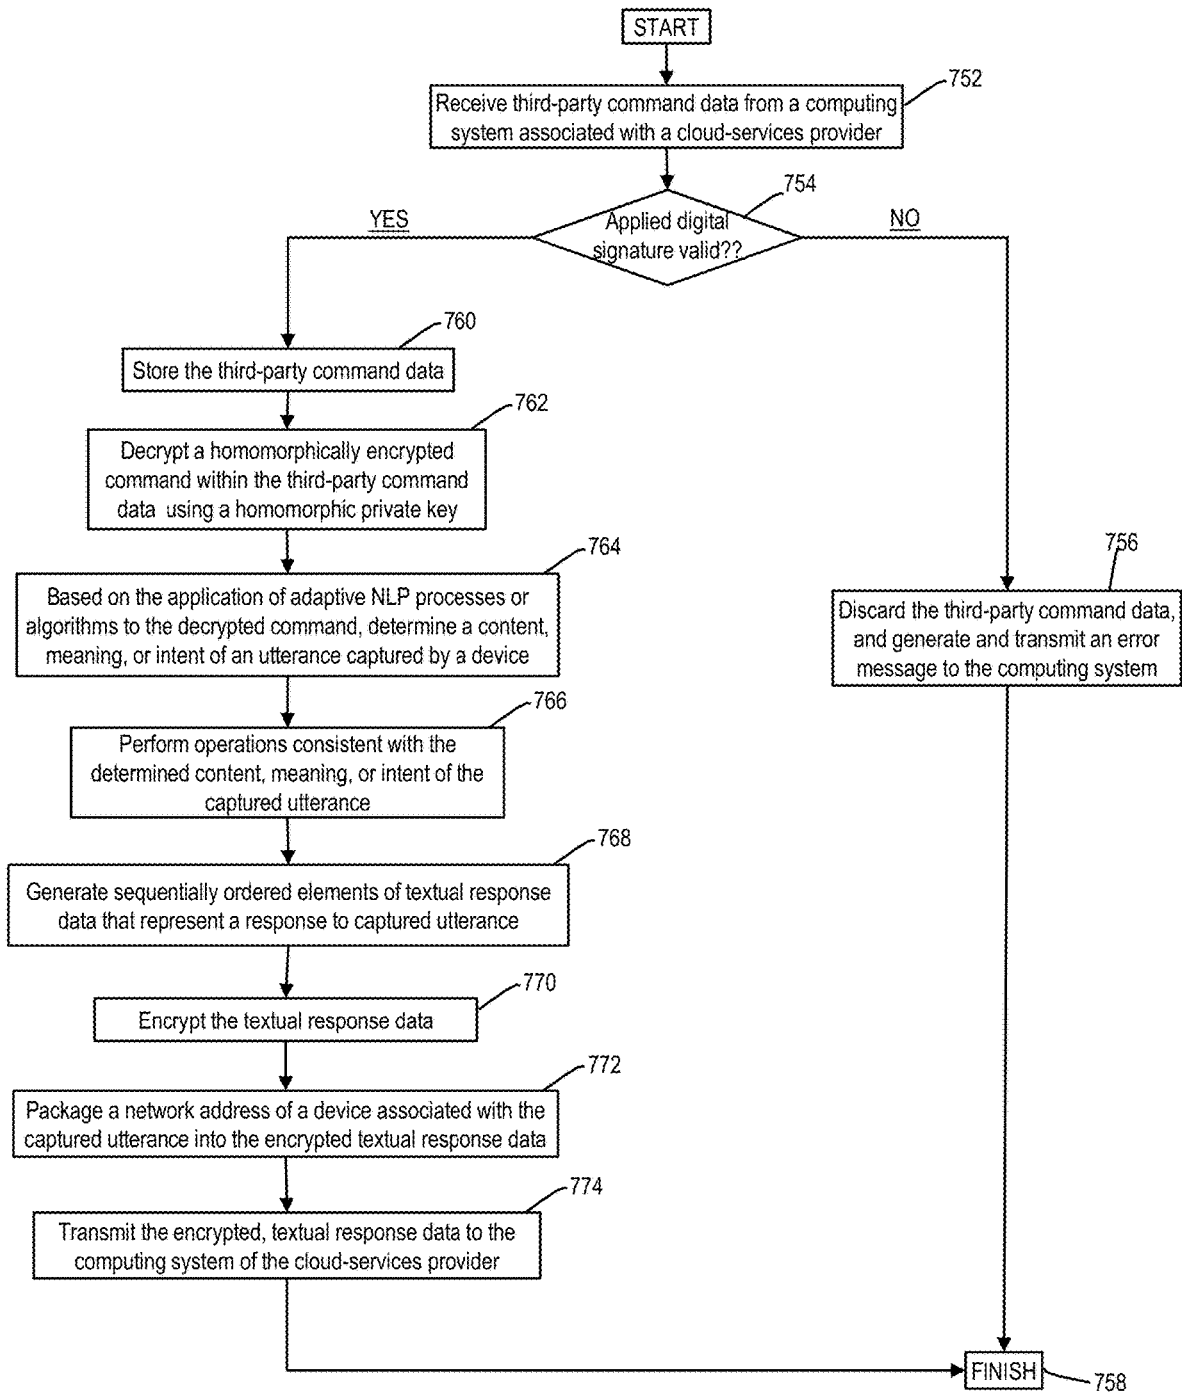 START
752
Receive third-party command data from a computing
system associated with a cloud-services provider
754
YES
Applied digital
signature valid??
NO
760
Store the third-party command data
762
Decrypt a homomorphically encrypted
command within the third-party command
data using a homomorphic private key
764
Based on the application of adaptive NLP processes or
algorithms to the decrypted command, determine a content,
meaning, or intent of an utterance captured by a device
756
Discard the third-party command data,
and generate and transmit an error
message to the computing system
766
Perform operations consistent with the
determined content, meaning, or intent of the
captured utterance
768
Generate sequentially ordered elements of textual response
data that represent a response to captured utterance
770
Encrypt the textual response data
772
Package a network address of a device associated with the
captured utterance into the encrypted textual response data
774
Transmit the encrypted, textual response data to the
computing system of the cloud-services provider
FINISH
758